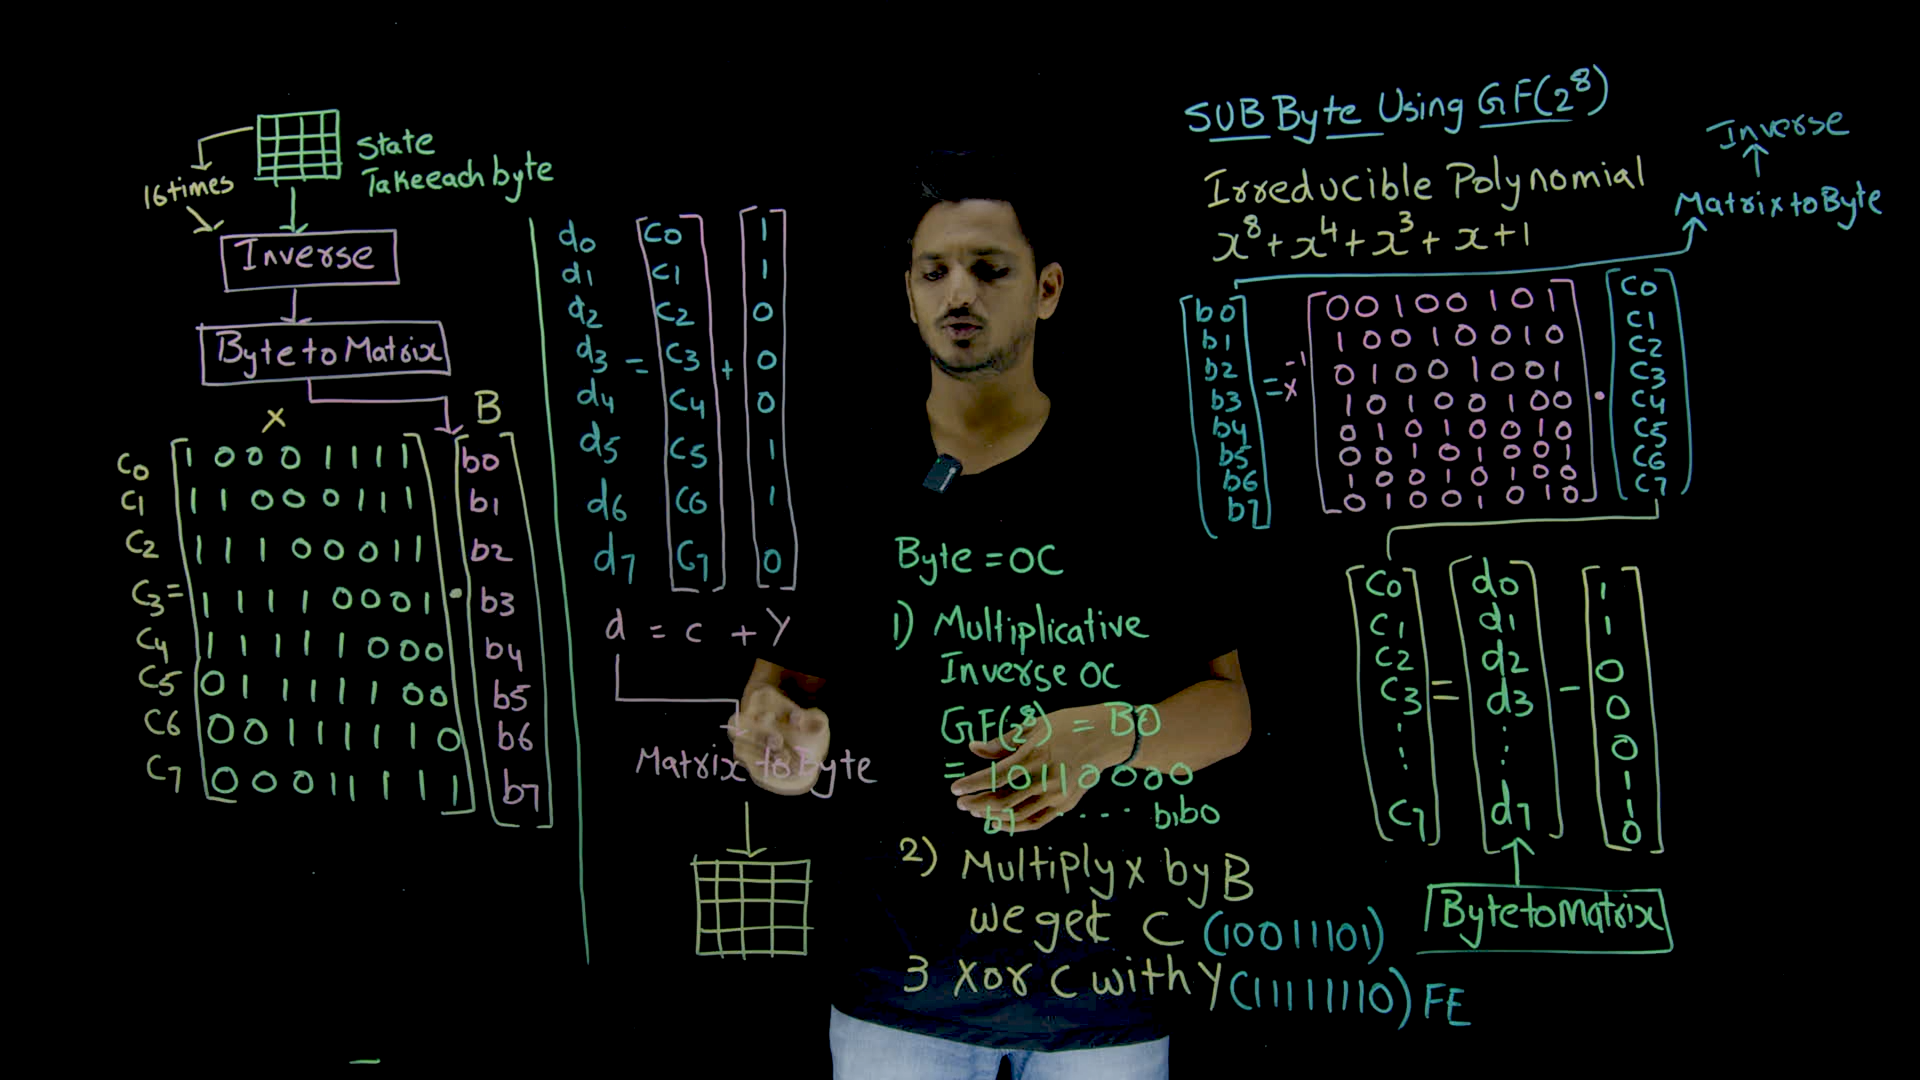 State
Take each byte
16 times
Inverse
Byte to Matrix
X B
c0 1 0 0 0 1 1 1 1 b0
c1 1 1 0 0 0 1 1 1 b1
c2 1 1 1 0 0 0 1 1 b2
c3 = 1 1 1 1 0 0 0 1 • b3
c4 1 1 1 1 1 0 0 0 b4
c5 0 1 1 1 1 1 0 0 b5
c6 0 0 1 1 1 1 1 0 b6
c7 0 0 0 1 1 1 1 1 b7
d0 c0 1
d1 c1 1
d2 c2 0
d3 = c3 + 0
d4 c4 0
d5 c5 1
d6 c6 1
d7 c7 0
d = c + y
Matrix to Byte
Byte = 0C
1) Multiplicative
Inverse 0C
GF(2^8) = B0
= 10110000
b7 ---- b1b0
2) Multiply x by B
we get C (10011101)
3 Xor C with Y (11111110) FE
SUB Byte Using GF(2^8)
Irreducible Polynomial
x^8 + x^4 + x^3 + x + 1
Inverse
Matrix to Byte
b0 0 0 1 0 0 1 0 1 c0
b1 1 0 0 1 0 0 1 0 c1
b2 0 1 0 0 1 0 0 1 c2
= x^-1 • c3
b3 1 0 1 0 0 1 0 0 c4
b4 0 1 0 1 0 0 1 0 c5
b5 0 0 1 0 1 0 0 1 c6
b6 1 0 0 1 0 1 0 0 c7
b7 0 1 0 0 1 0 1 0
c0 d0 1
c1 d1 1
c2 d2 0
c3 = d3 - 0
⋮ ⋮ 0
1
1
c7 d7 0
Byte to Matrix